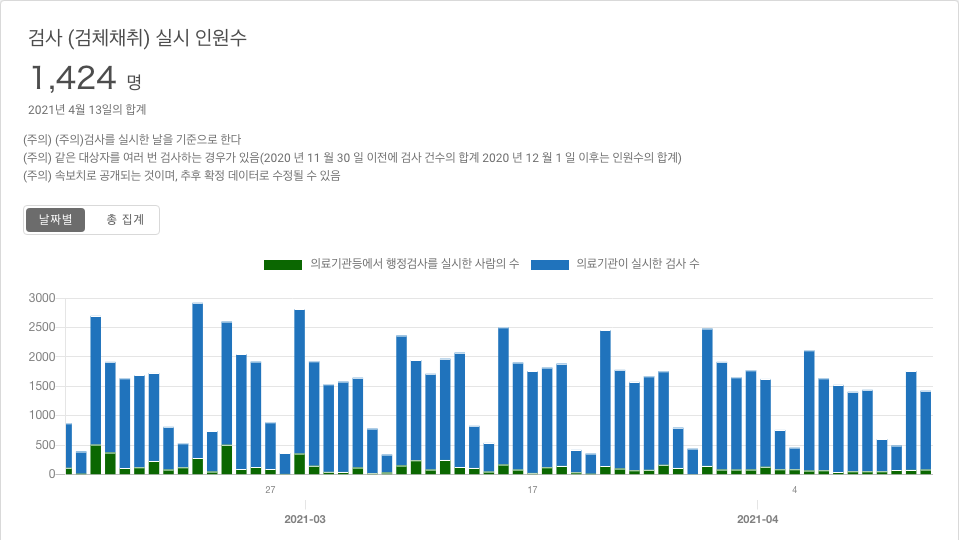 검사 (검체채취) 실시 인원수
1,424 명
2021년 4월 13일의 합계
(주의) (주의)검사를 실시한 날을 기준으로 한다
(주의) 같은 대상자를 여러 번 검사하는 경우가 있음(2020 년 11 월 30 일 이전에 검사 건수의 합계 2020 년 12 월 1 일 이후는 인원수의 합계)
(주의) 속보치로 공개되는 것이며, 추후 확정 데이터로 수정될 수 있음
날짜별 총 집계
의료기관등에서 행정검사를 실시한 사람의 수 의료기관이 실시한 검사 수
3000
2500
2000
1500
1000
500
0
27 17 4
2021-03 2021-04